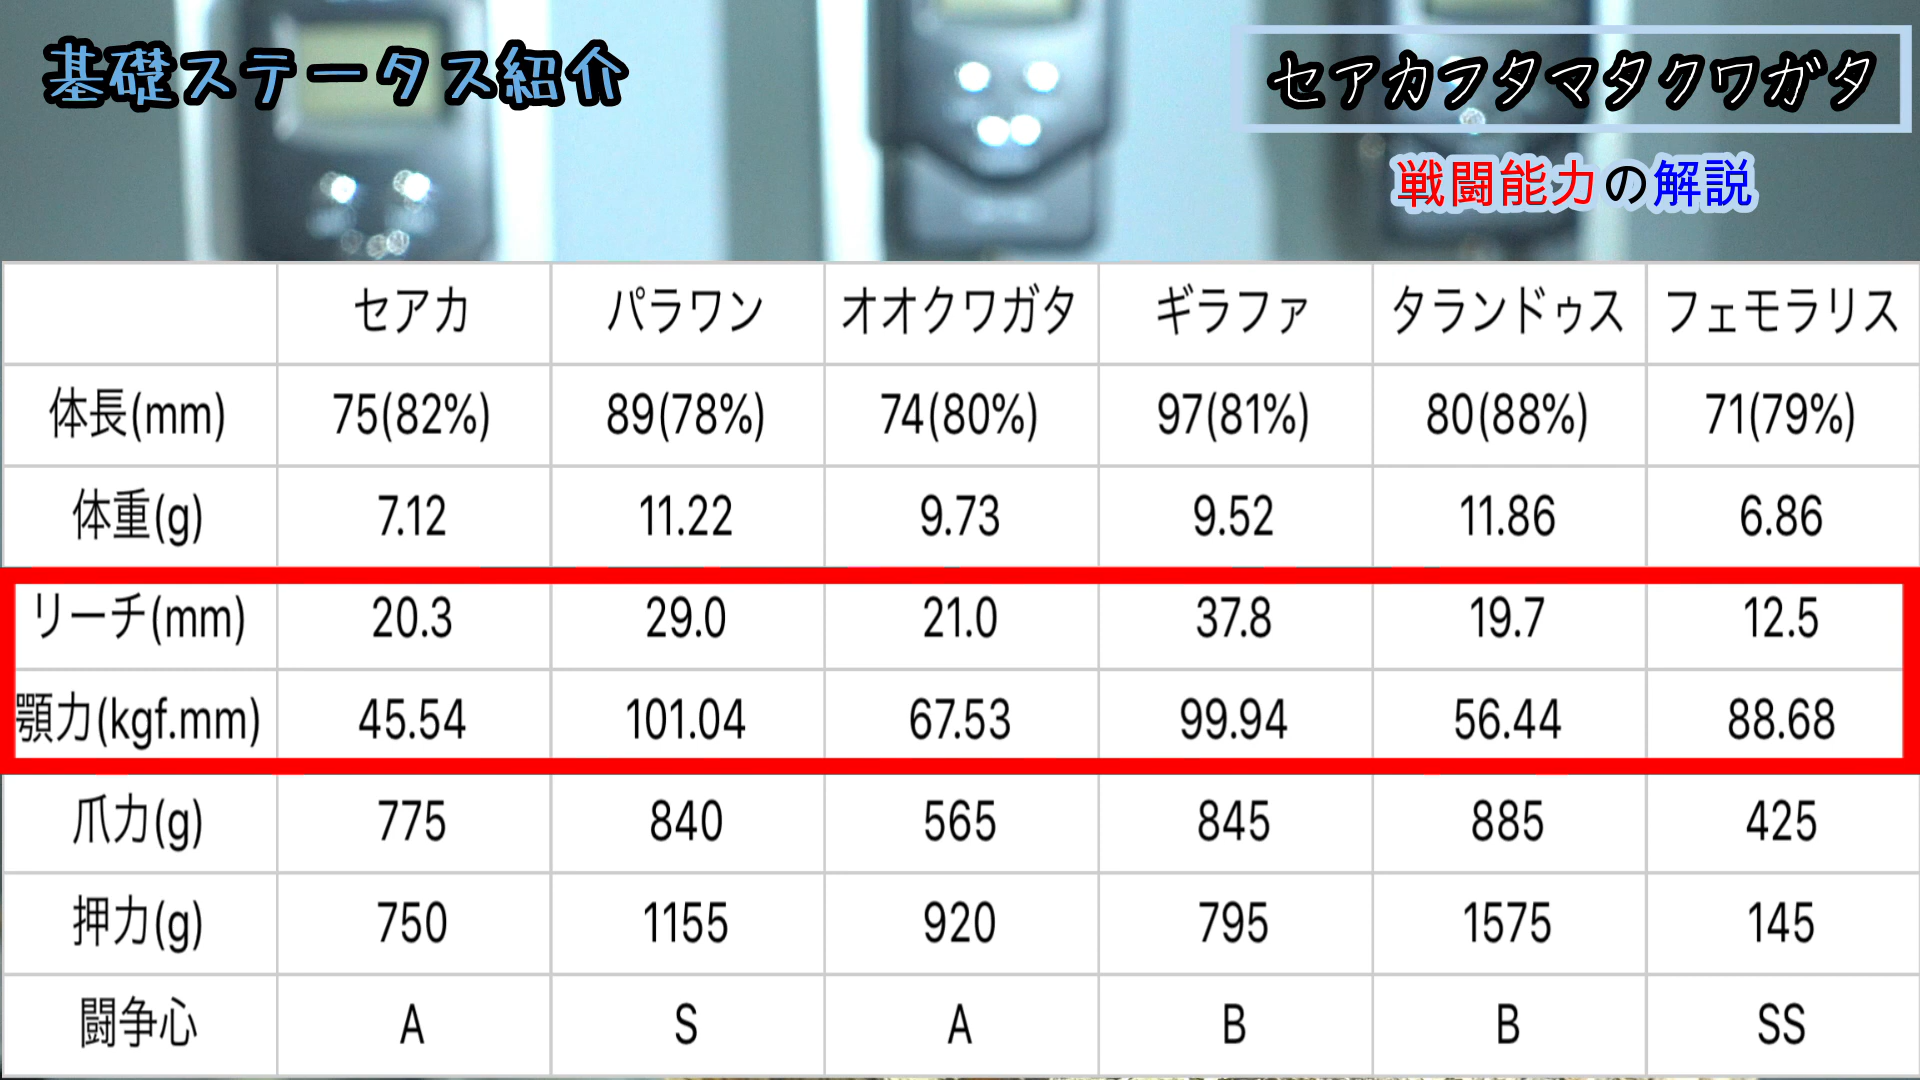 基礎ステータス紹介
セアカフタマタクワガタ
戦闘能力の解説
セアカ パラワン オオクワガタ ギラファ タランドゥス フェモラリス
体長(mm) 75(82%) 89(78%) 74(80%) 97(81%) 80(88%) 71(79%)
体重(g) 7.12 11.22 9.73 9.52 11.86 6.86
リーチ(mm) 20.3 29.0 21.0 37.8 19.7 12.5
顎力(kgf.mm) 45.54 101.04 67.53 99.94 56.44 88.68
爪力(g) 775 840 565 845 885 425
押力(g) 750 1155 920 795 1575 145
闘争心 A S A B B SS